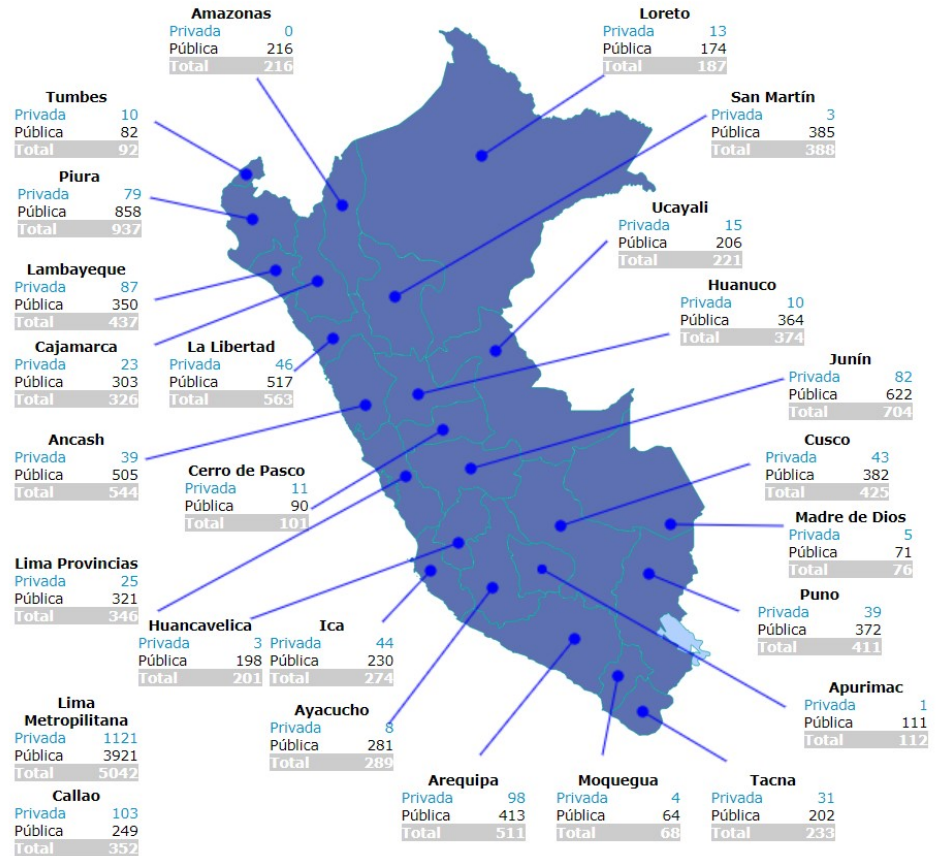 Amazonas
Privada 0
Pública 216
Total 216
Loreto
Privada 13
Pública 174
Total 187
Tumbes
Privada 10
Pública 82
Total 92
San Martín
Privada 3
Pública 385
Total 388
Piura
Privada 79
Pública 858
Total 937
Ucayali
Privada 15
Pública 206
Total 221
Lambayeque
Privada 87
Pública 350
Total 437
Huanuco
Privada 10
Pública 364
Total 374
Cajamarca
Privada 23
Pública 303
Total 326
La Libertad
Privada 46
Pública 517
Total 563
Junín
Privada 82
Pública 622
Total 704
Ancash
Privada 39
Pública 505
Total 544
Cerro de Pasco
Privada 11
Pública 90
Total 101
Cusco
Privada 43
Pública 382
Total 425
Madre de Dios
Privada 5
Pública 71
Total 76
Lima Provincias
Privada 25
Pública 321
Total 346
Puno
Privada 39
Pública 372
Total 411
Huancavelica
Privada 3
Pública 198
Total 201
Ica
Privada 44
Pública 230
Total 274
Apurimac
Privada 1
Pública 111
Total 112
Lima
Metropilitana
Privada 1121
Pública 3921
Total 5042
Ayacucho
Privada 8
Pública 281
Total 289
Callao
Privada 103
Pública 249
Total 352
Arequipa
Privada 98
Pública 413
Total 511
Moquegua
Privada 4
Pública 64
Total 68
Tacna
Privada 31
Pública 202
Total 233